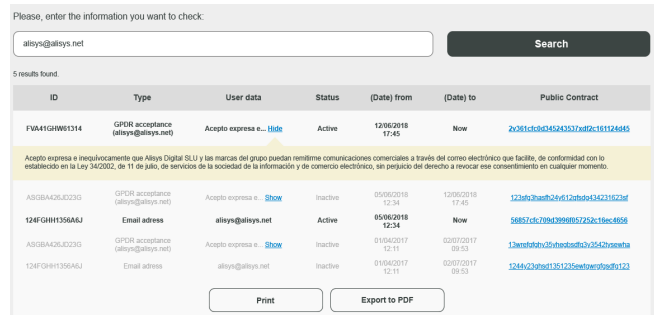 Please, enter the information you want to check:
alisys@alisys.net
Search
5 results found.
ID Type User data Status (Date) from (Date) to Public Contract
FVA41GHW61314 GPDR acceptance (alisys@alisys.net) Acepto expresa e... Hide Active 12/06/2018 17:45 Now 2v361cfc0d345243537xdf2c161124d45
Acepto expresa e inequívocamente que Alisys Digital SLU y las marcas del grupo puedan remitirme comunicaciones comerciales a través del correo electrónico que facilite, de conformidad con lo
establecido en la Ley 34/2002, de 11 de julio, de servicios de la sociedad de la información y de comercio electrónico, sin perjuicio del derecho a revocar ese consentimiento en cualquier momento.
ASGBA426JD23G GPDR acceptance (alisys@alisys.net) Acepto expresa e... Show Inactive 05/06/2018 12:34 12/06/2018 17:45
124FGHH1356A6J Email adress alisys@alisys.net Active 05/06/2018 12:34 Now 56857cfc709d3996f057252c16ec4656
ASGBA426JD23G GPDR acceptance (alisys@alisys.net) Acepto expresa e... Show Inactive 01/04/2017 12:11 02/07/2017 09:53
124FGHH1356A6J Email adress alisys@alisys.net Inactive 01/04/2017 12:11 02/07/2017 09:53
Print Export to PDF